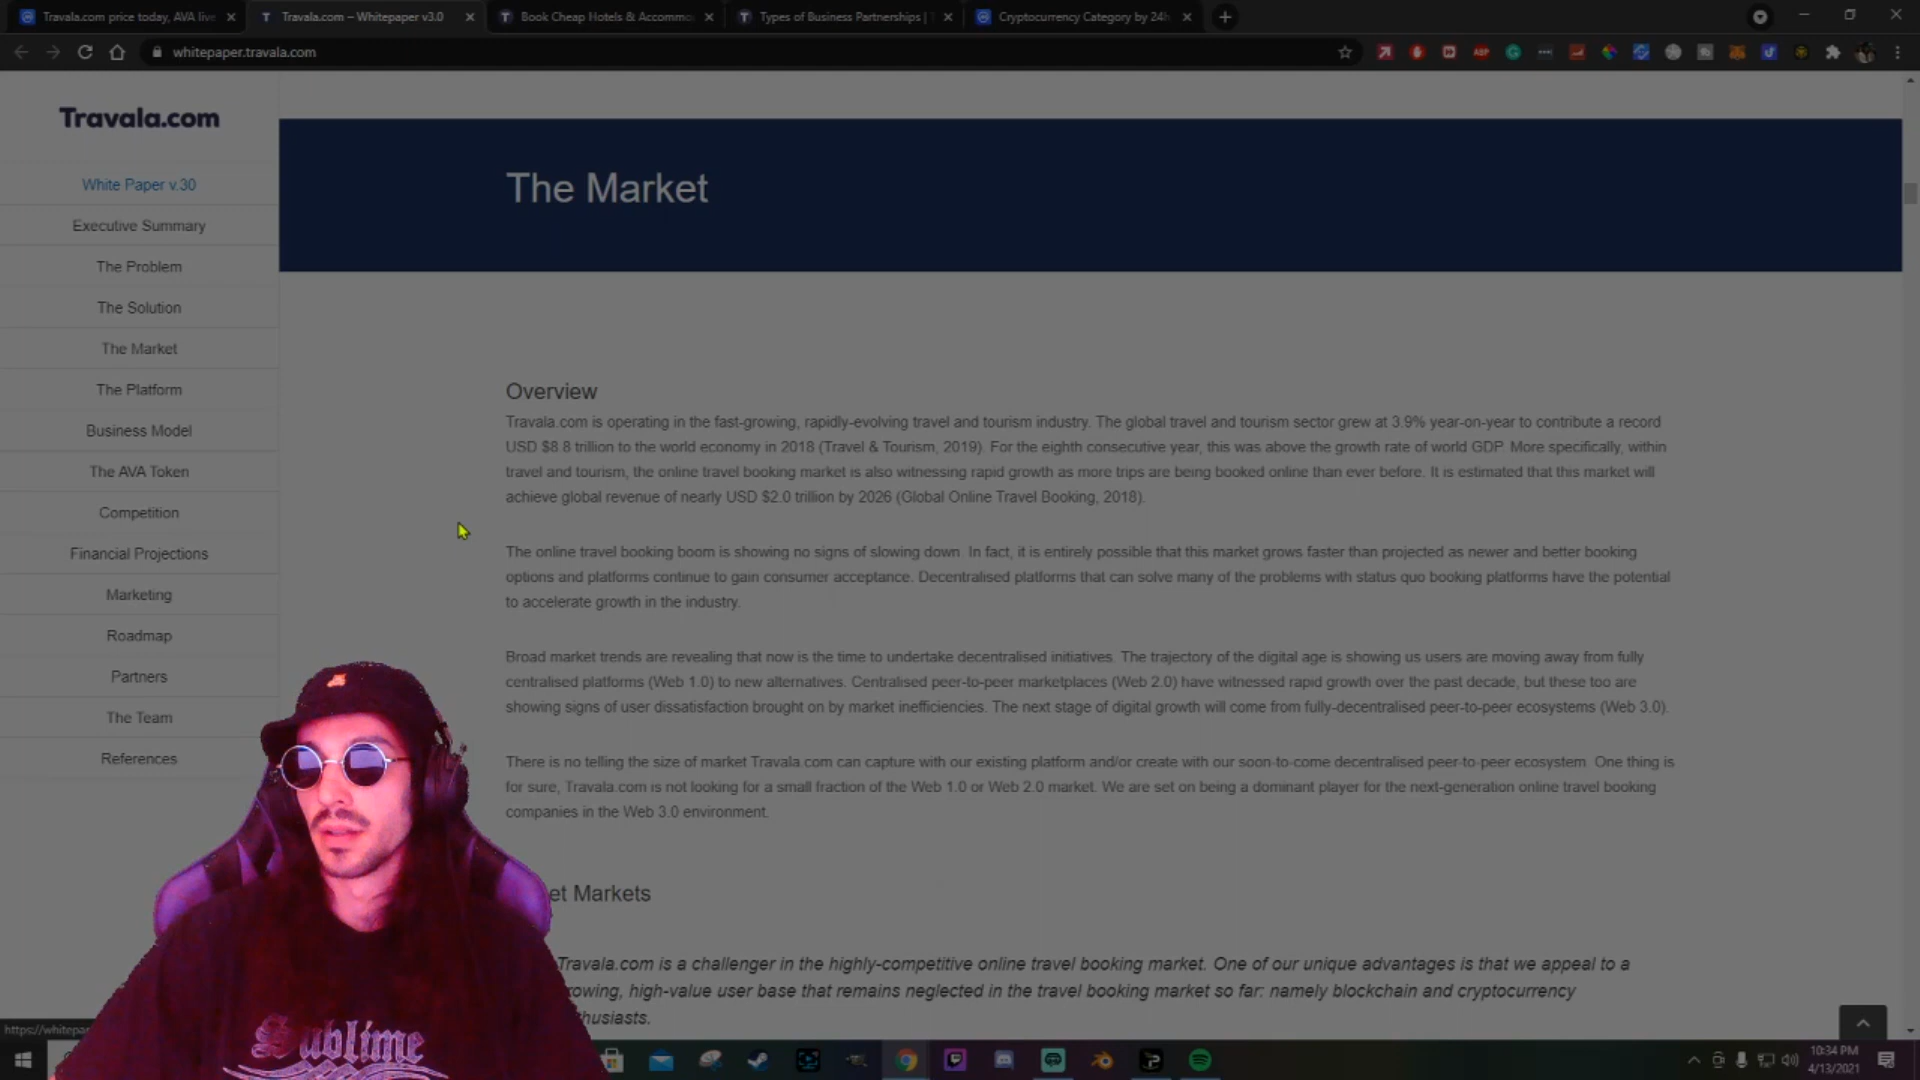 Travala.com price today, AVA live
Travala.com – Whitepaper v3.0
Book Cheap Hotels & Accommo
Types of Business Partnerships | T
Cryptocurrency Category by 24h
whitepaper.travala.com
ABP
Travala.com
White Paper v.30
Executive Summary
The Problem
The Solution
The Market
The Platform
Business Model
The AVA Token
Competition
Financial Projections
Marketing
Roadmap
Partners
The Team
References
The Market
Overview
Travala.com is operating in the fast-growing, rapidly-evolving travel and tourism industry. The global travel and tourism sector grew at 3.9% year-on-year to contribute a record
USD $8.8 trillion to the world economy in 2018 (Travel & Tourism, 2019). For the eighth consecutive year, this was above the growth rate of world GDP. More specifically, within
travel and tourism, the online travel booking market is also witnessing rapid growth as more trips are being booked online than ever before. It is estimated that this market will
achieve global revenue of nearly USD $2.0 trillion by 2026 (Global Online Travel Booking, 2018).
The online travel booking boom is showing no signs of slowing down. In fact, it is entirely possible that this market grows faster than projected as newer and better booking
options and platforms continue to gain consumer acceptance. Decentralised platforms that can solve many of the problems with status quo booking platforms have the potential
to accelerate growth in the industry.
Broad market trends are revealing that now is the time to undertake decentralised initiatives. The trajectory of the digital age is showing us users are moving away from fully
centralised platforms (Web 1.0) to new alternatives. Centralised peer-to-peer marketplaces (Web 2.0) have witnessed rapid growth over the past decade, but these too are
showing signs of user dissatisfaction brought on by market inefficiencies. The next stage of digital growth will come from fully-decentralised peer-to-peer ecosystems (Web 3.0).
There is no telling the size of market Travala.com can capture with our existing platform and/or create with our soon-to-come decentralised peer-to-peer ecosystem. One thing is
for sure, Travala.com is not looking for a small fraction of the Web 1.0 or Web 2.0 market. We are set on being a dominant player for the next-generation online travel booking
companies in the Web 3.0 environment.
et Markets
Travala.com is a challenger in the highly-competitive online travel booking market. One of our unique advantages is that we appeal to a
rowing, high-value user base that remains neglected in the travel booking market so far: namely blockchain and cryptocurrency
husiasts.
https://whitepa
Sublime
10:34 PM
4/13/2021